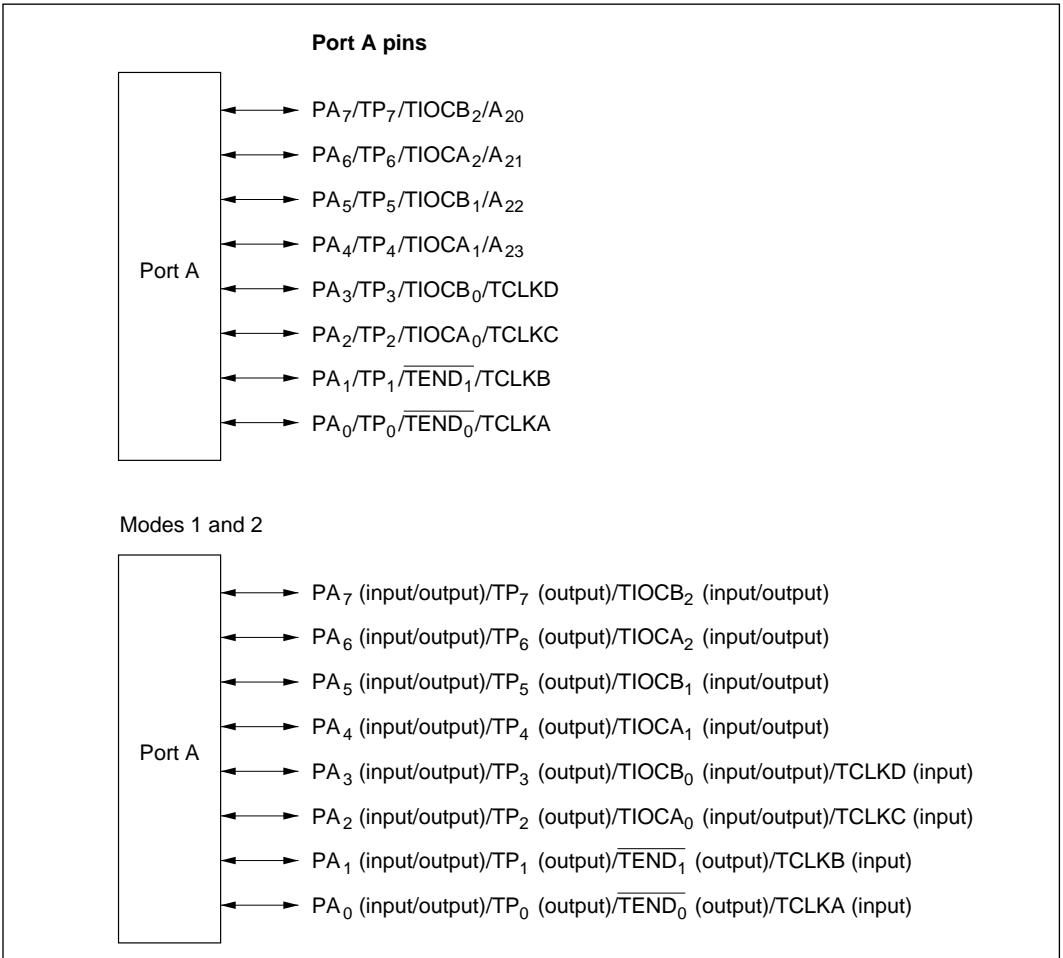 Port A pins
PA₇/TP₇/TIOCB₂/A₂₀
PA₆/TP₆/TIOCA₂/A₂₁
PA₅/TP₅/TIOCB₁/A₂₂
PA₄/TP₄/TIOCA₁/A₂₃
Port A
PA₃/TP₃/TIOCB₀/TCLKD
PA₂/TP₂/TIOCA₀/TCLKC
PA₁/TP₁/T̅E̅N̅D̅₁̅/TCLKB
PA₀/TP₀/T̅E̅N̅D̅₀̅/TCLKA
Modes 1 and 2
PA₇ (input/output)/TP₇ (output)/TIOCB₂ (input/output)
PA₆ (input/output)/TP₆ (output)/TIOCA₂ (input/output)
PA₅ (input/output)/TP₅ (output)/TIOCB₁ (input/output)
PA₄ (input/output)/TP₄ (output)/TIOCA₁ (input/output)
Port A
PA₃ (input/output)/TP₃ (output)/TIOCB₀ (input/output)/TCLKD (input)
PA₂ (input/output)/TP₂ (output)/TIOCA₀ (input/output)/TCLKC (input)
PA₁ (input/output)/TP₁ (output)/T̅E̅N̅D̅₁̅ (output)/TCLKB (input)
PA₀ (input/output)/TP₀ (output)/T̅E̅N̅D̅₀̅ (output)/TCLKA (input)